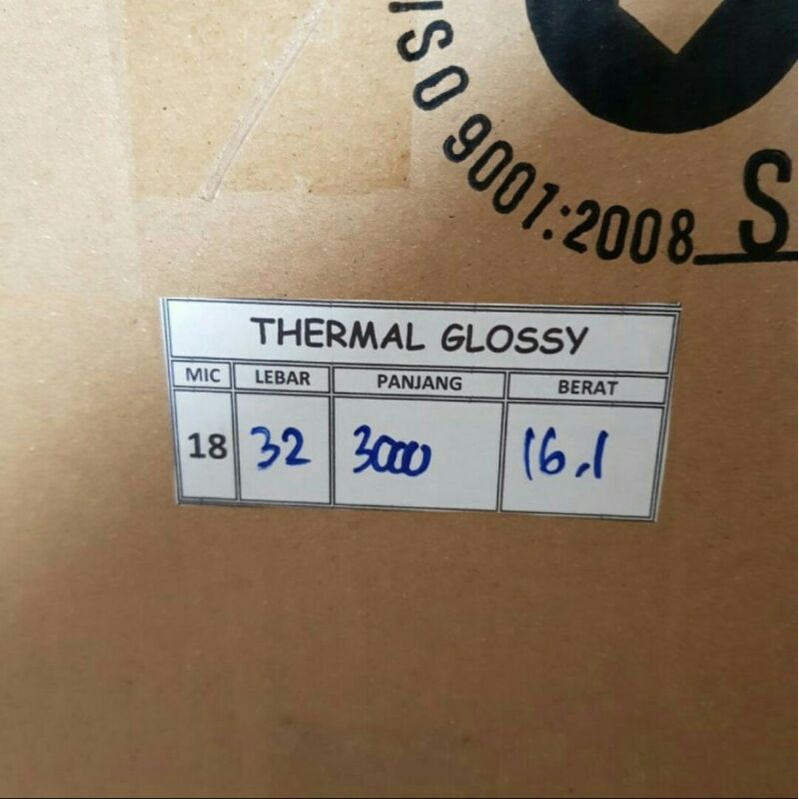 ISO 9001:2008
S
THERMAL GLOSSY
MIC LEBAR PANJANG BERAT
18 32 3000 16,1